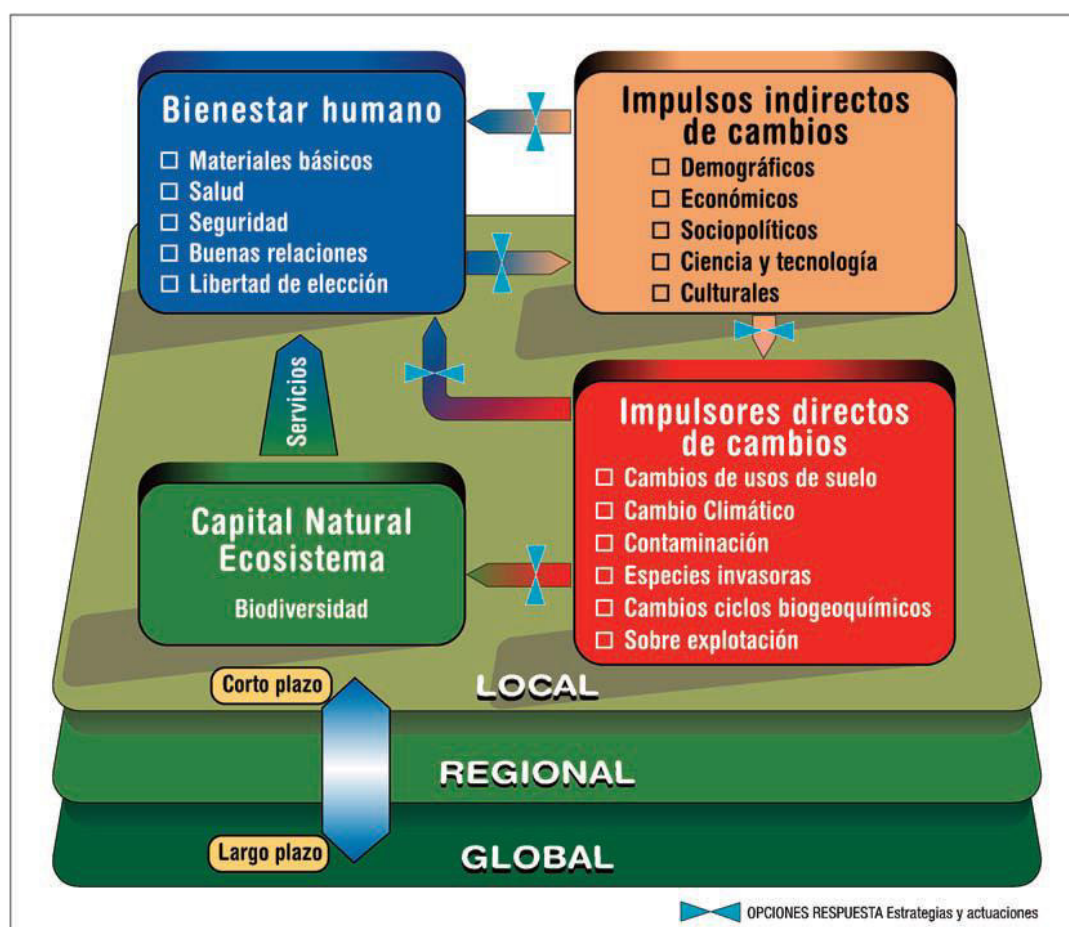 Bienestar humano
Materiales básicos
Salud
Seguridad
Buenas relaciones
Libertad de elección
Impulsos indirectos
de cambios
Demográficos
Económicos
Sociopolíticos
Ciencia y tecnología
Culturales
Servicios
Impulsores directos
de cambios
Cambios de usos de suelo
Cambio Climático
Contaminación
Especies invasoras
Cambios ciclos biogeoquímicos
Sobre explotación
Capital Natural
Ecosistema
Biodiversidad
Corto plazo
LOCAL
REGIONAL
Largo plazo
GLOBAL
OPCIONES RESPUESTA Estrategias y actuaciones